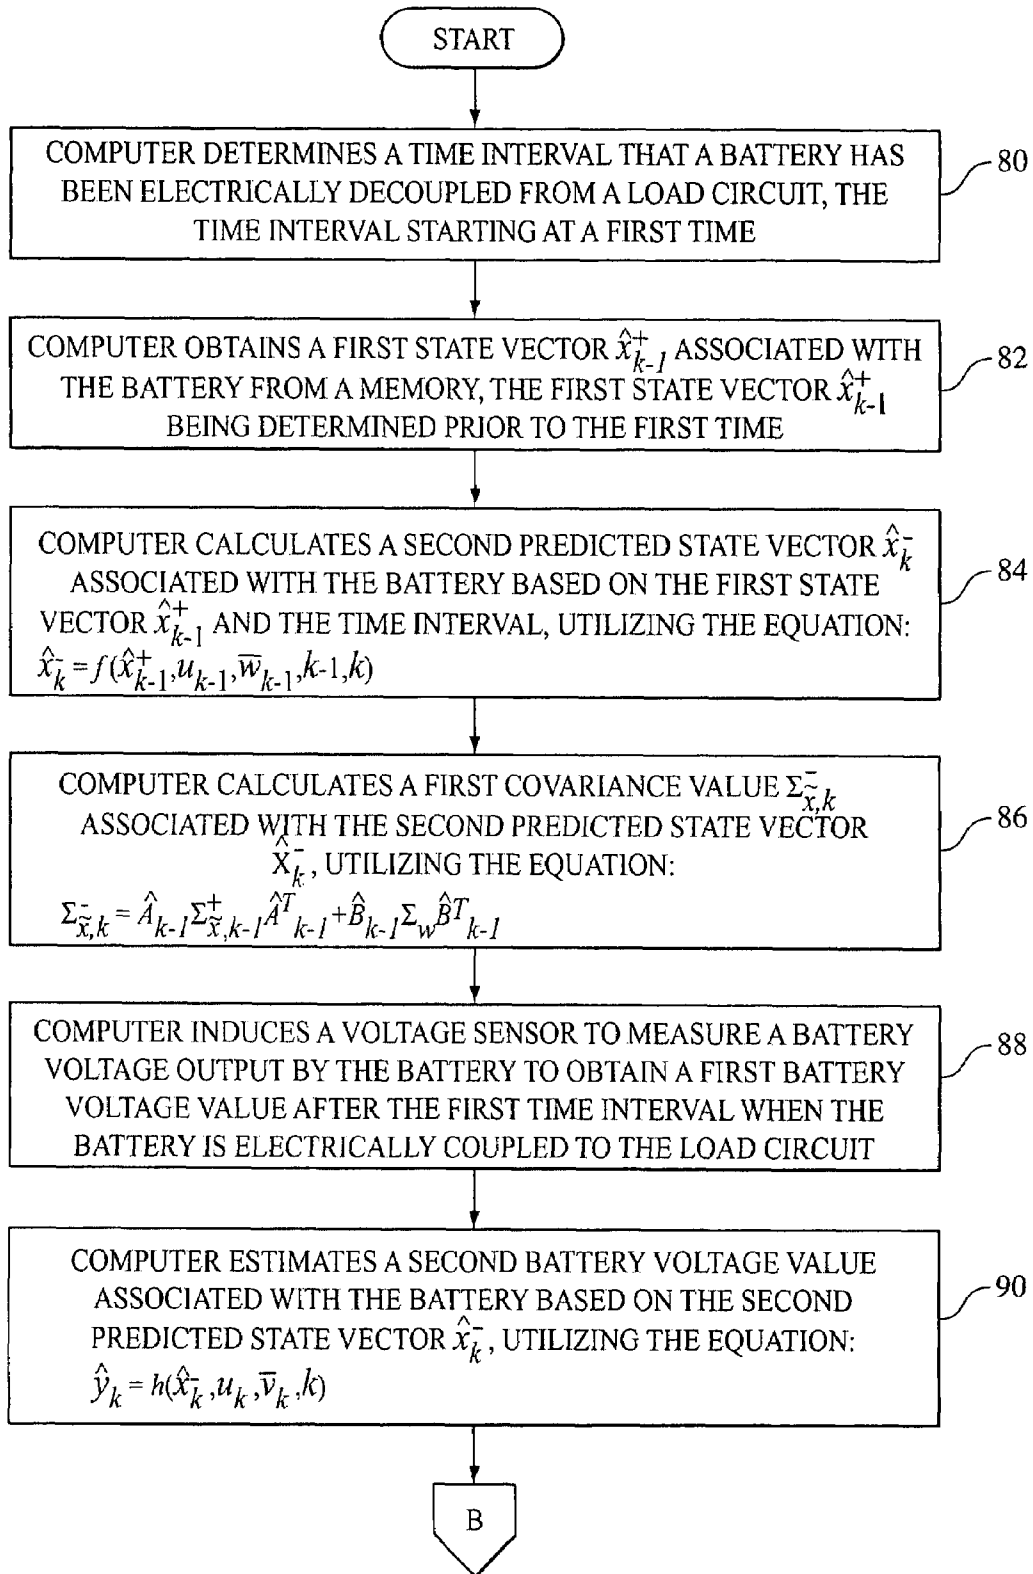 START
COMPUTER DETERMINES A TIME INTERVAL THAT A BATTERY HAS
BEEN ELECTRICALLY DECOUPLED FROM A LOAD CIRCUIT, THE
TIME INTERVAL STARTING AT A FIRST TIME
80
COMPUTER OBTAINS A FIRST STATE VECTOR x̂⁺ₖ₋₁ ASSOCIATED WITH
THE BATTERY FROM A MEMORY, THE FIRST STATE VECTOR x̂⁺ₖ₋₁
BEING DETERMINED PRIOR TO THE FIRST TIME
82
COMPUTER CALCULATES A SECOND PREDICTED STATE VECTOR x̂⁻ₖ
ASSOCIATED WITH THE BATTERY BASED ON THE FIRST STATE
VECTOR x̂⁺ₖ₋₁ AND THE TIME INTERVAL, UTILIZING THE EQUATION:
x̂⁻ₖ = f(x̂⁺ₖ₋₁, uₖ₋₁, w̅ₖ₋₁, k-1, k)
84
COMPUTER CALCULATES A FIRST COVARIANCE VALUE Σ⁻_x̃,k
ASSOCIATED WITH THE SECOND PREDICTED STATE VECTOR
X̂⁻ₖ, UTILIZING THE EQUATION:
Σ⁻_x̃,k = Âₖ₋₁ Σ⁺_x̃,k-1 Âᵀₖ₋₁ + B̂ₖ₋₁ Σ_w B̂ᵀₖ₋₁
86
COMPUTER INDUCES A VOLTAGE SENSOR TO MEASURE A BATTERY
VOLTAGE OUTPUT BY THE BATTERY TO OBTAIN A FIRST BATTERY
VOLTAGE VALUE AFTER THE FIRST TIME INTERVAL WHEN THE
BATTERY IS ELECTRICALLY COUPLED TO THE LOAD CIRCUIT
88
COMPUTER ESTIMATES A SECOND BATTERY VOLTAGE VALUE
ASSOCIATED WITH THE BATTERY BASED ON THE SECOND
PREDICTED STATE VECTOR x̂⁻ₖ, UTILIZING THE EQUATION:
ŷₖ = h(x̂⁻ₖ, uₖ, v̅ₖ, k)
90
B